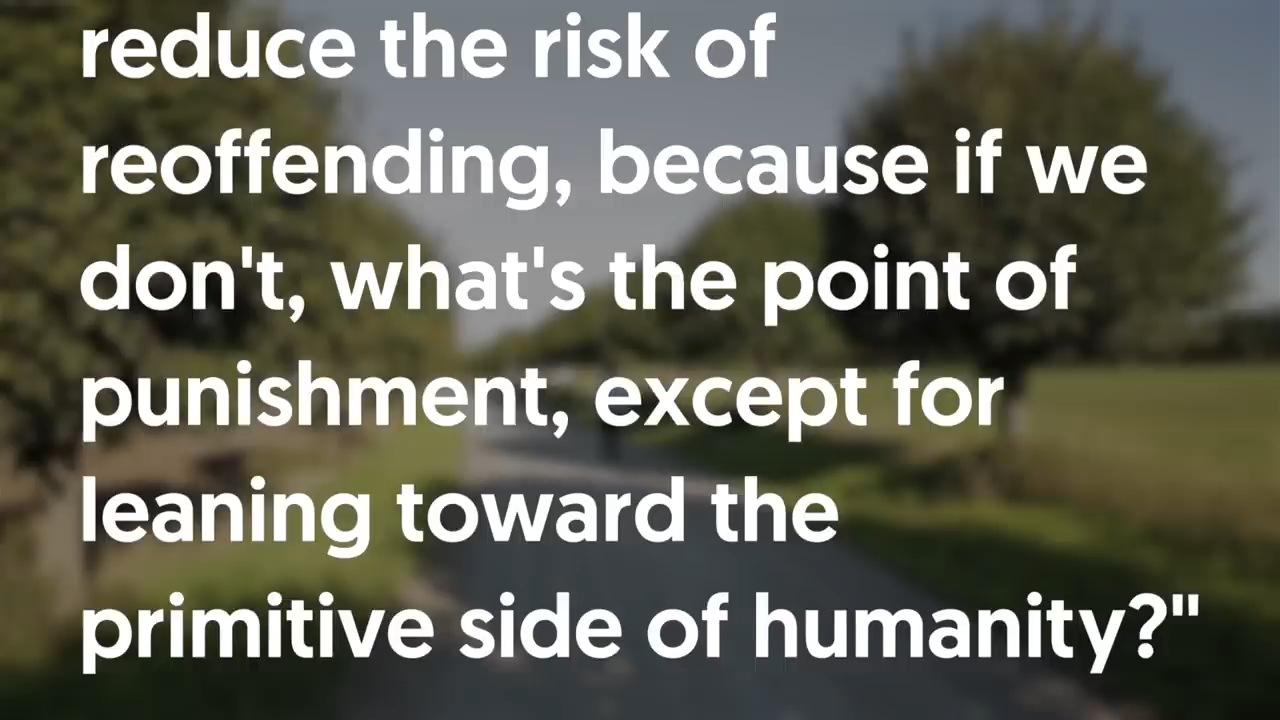 reduce the risk of
reoffending, because if we
don't, what's the point of
punishment, except for
leaning toward the
primitive side of humanity?"